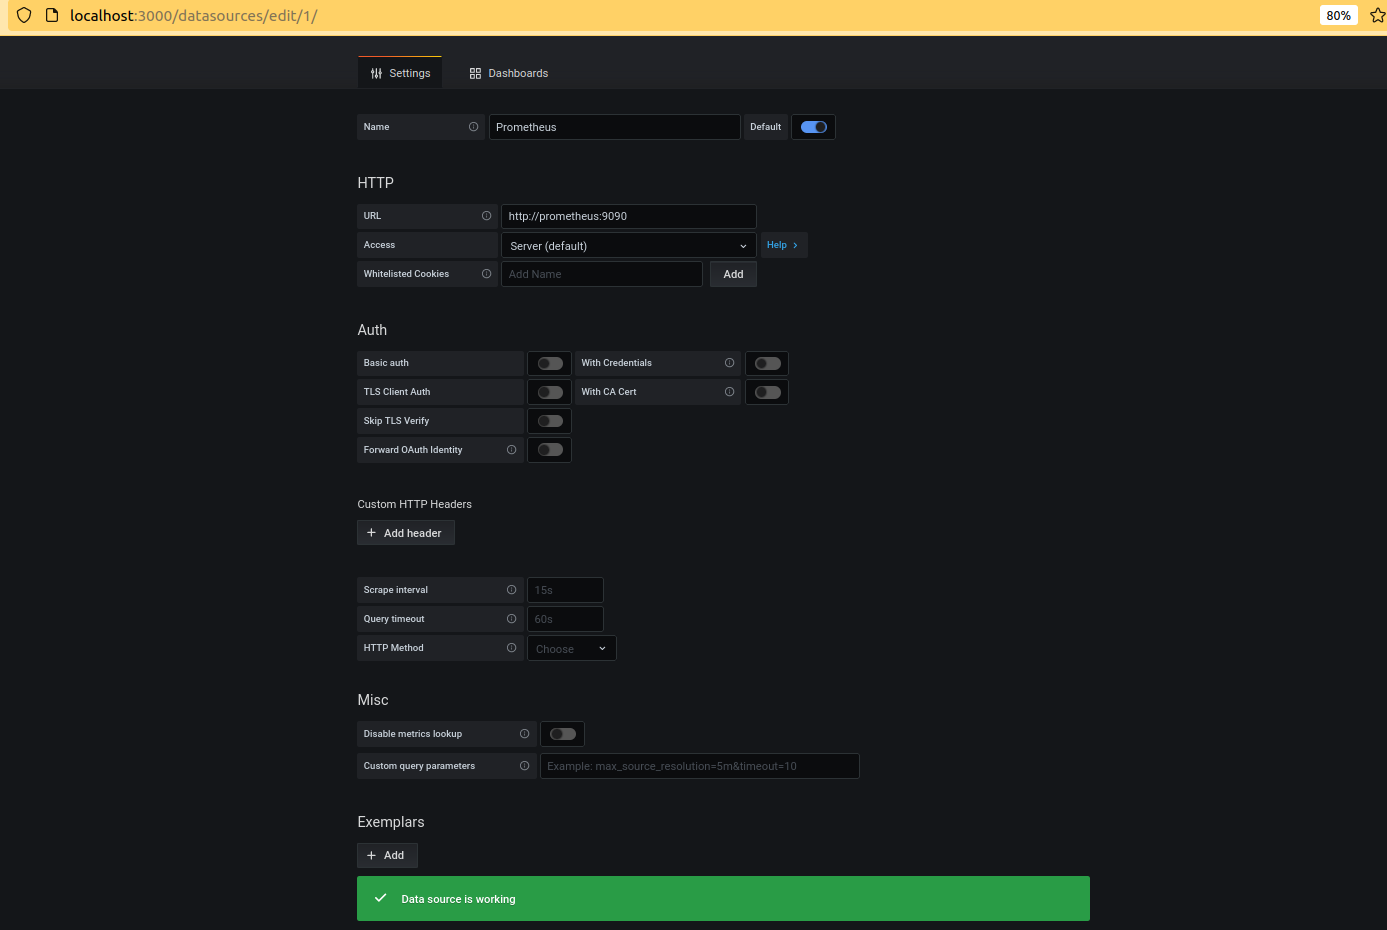 localhost:3000/datasources/edit/1/ 80%
Settings Dashboards
Name Prometheus Default
HTTP
URL http://prometheus:9090
Access Server (default) Help >
Whitelisted Cookies Add Name Add
Auth
Basic auth With Credentials
TLS Client Auth With CA Cert
Skip TLS Verify
Forward OAuth Identity
Custom HTTP Headers
+ Add header
Scrape interval 15s
Query timeout 60s
HTTP Method Choose
Misc
Disable metrics lookup
Custom query parameters Example: max_source_resolution=5m&timeout=10
Exemplars
+ Add
Data source is working